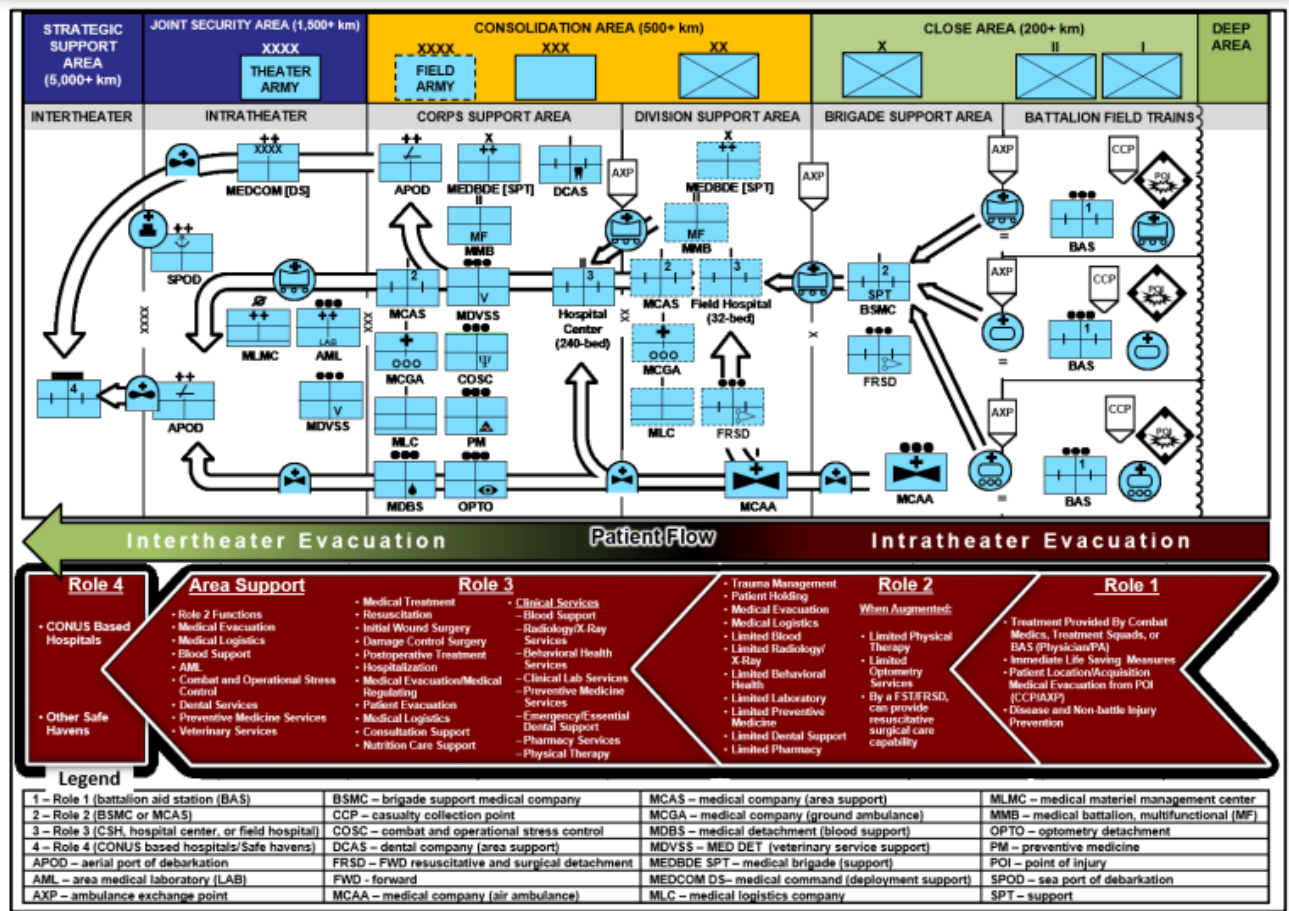 STRATEGIC
SUPPORT
AREA
(5,000+ km)
JOINT SECURITY AREA (1,500+ km)
XXXX
THEATER
ARMY
CONSOLIDATION AREA (500+ km)
XXXX
FIELD
ARMY
XXX
XX
CLOSE AREA (200+ km)
X
II
I
DEEP
AREA
INTERTHEATER
INTRATHEATER
CORPS SUPPORT AREA
DIVISION SUPPORT AREA
BRIGADE SUPPORT AREA
BATTALION FIELD TRAINS
++
XXXX
MEDCOM [DS]
++
APOD
X
++
MEDBDE [SPT]
I
DCAS
AXP
X
++
MEDBDE [SPT]
AXP
AXP
CCP
POI
1
BAS
=
++
SPOD
II
MF
MMB
II
MF
MMB
XXXX
++
MLMC
++
LAB
AML
XXX
I
2
MCAS
V
MDVSS
II
3
Hospital
Center
(240-bed)
XX
I
2
MCAS
I
3
Field Hospital
(32-bed)
X
I
2
SPT
BSMC
FRSD
AXP
CCP
POI
1
BAS
=
MCGA
COSC
MCGA
4
++
APOD
V
MDVSS
I
MLC
PM
I
MLC
FRSD
AXP
CCP
POI
1
BAS
=
MDBS
OPTO
MCAA
MCAA
Intertheater Evacuation
Patient Flow
Intratheater Evacuation
Role 4
• CONUS Based
Hospitals
• Other Safe
Havens
Area Support
• Role 2 Functions
• Medical Evacuation
• Medical Logistics
• Blood Support
• AML
• Combat and Operational Stress
Control
• Dental Services
• Preventive Medicine Services
• Veterinary Services
Role 3
• Medical Treatment
• Resuscitation
• Initial Wound Surgery
• Damage Control Surgery
• Postoperative Treatment
• Hospitalization
• Medical Evacuation/Medical
Regulating
• Patient Evacuation
• Medical Logistics
• Consultation Support
• Nutrition Care Support
• Clinical Services
–Blood Support
–Radiology/X-Ray
Services
–Behavioral Health
Services
–Clinical Lab Services
–Preventive Medicine
Services
–Emergency/Essential
Dental Support
–Pharmacy Services
–Physical Therapy
Role 2
• Trauma Management
• Patient Holding
• Medical Evacuation
• Medical Logistics
• Limited Blood
• Limited Radiology/
X-Ray
• Limited Behavioral
Health
• Limited Laboratory
• Limited Preventive
Medicine
• Limited Dental Support
• Limited Pharmacy
When Augmented:
• Limited Physical
Therapy
• Limited
Optometry
Services
• By a FST/FRSD,
can provide
resuscitative
surgical care
capability
Role 1
• Treatment Provided By Combat
Medics, Treatment Squads, or
BAS (Physician/PA)
• Immediate Life Saving Measures
• Patient Location/Acquisition
Medical Evacuation from POI
(CCP/AXP)
• Disease and Non-battle Injury
Prevention
Legend
1 – Role 1 (battalion aid station (BAS)
2 – Role 2 (BSMC or MCAS)
3 – Role 3 (CSH, hospital center, or field hospital)
4 – Role 4 (CONUS based hospitals/Safe havens)
APOD – aerial port of debarkation
AML – area medical laboratory (LAB)
AXP – ambulance exchange point
BSMC – brigade support medical company
CCP – casualty collection point
COSC – combat and operational stress control
DCAS – dental company (area support)
FRSD – FWD resuscitative and surgical detachment
FWD - forward
MCAA – medical company (air ambulance)
MCAS – medical company (area support)
MCGA – medical company (ground ambulance)
MDBS – medical detachment (blood support)
MDVSS – MED DET (veterinary service support)
MEDBDE SPT – medical brigade (support)
MEDCOM DS– medical command (deployment support)
MLC – medical logistics company
MLMC – medical materiel management center
MMB – medical battalion, multifunctional (MF)
OPTO – optometry detachment
PM – preventive medicine
POI – point of injury
SPOD – sea port of debarkation
SPT – support